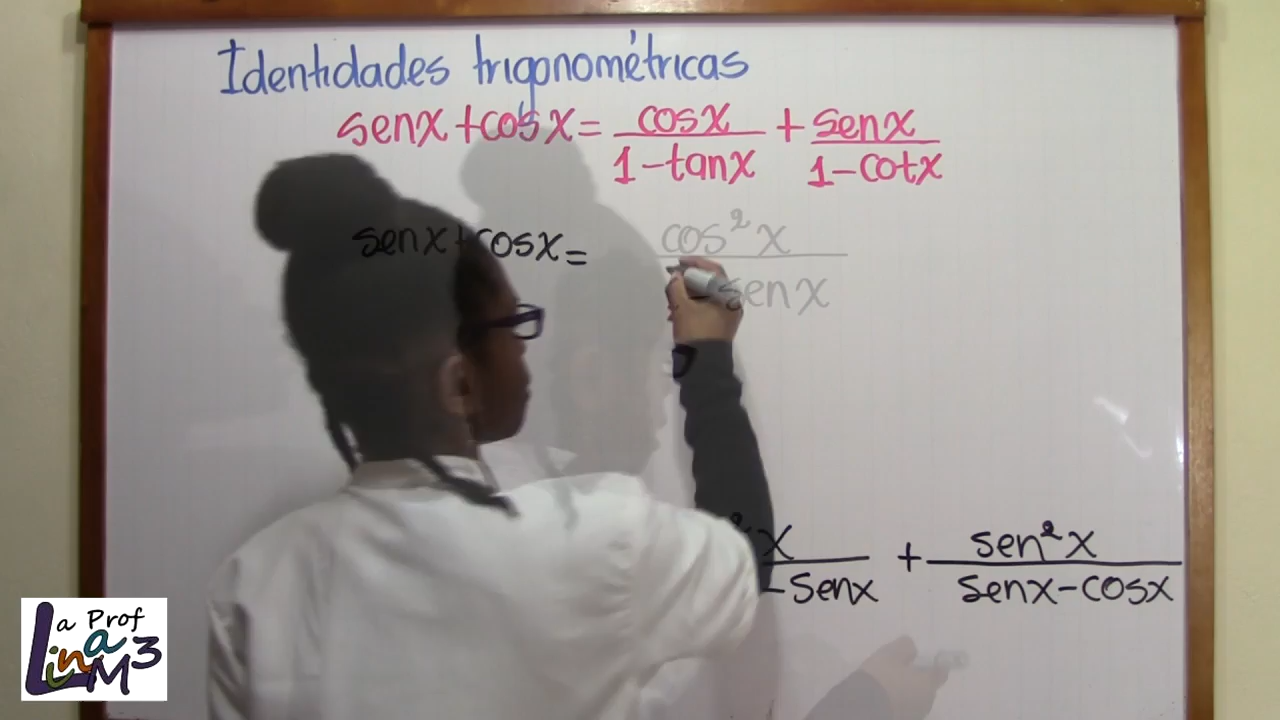 Identidades trigonométricas
senx+cosx= cosx/1-tanx + senx/1-cotx
senx+cosx= cos²x
senx
x/-senx + sen²x/senx-cosx
La Prof
Lina M3